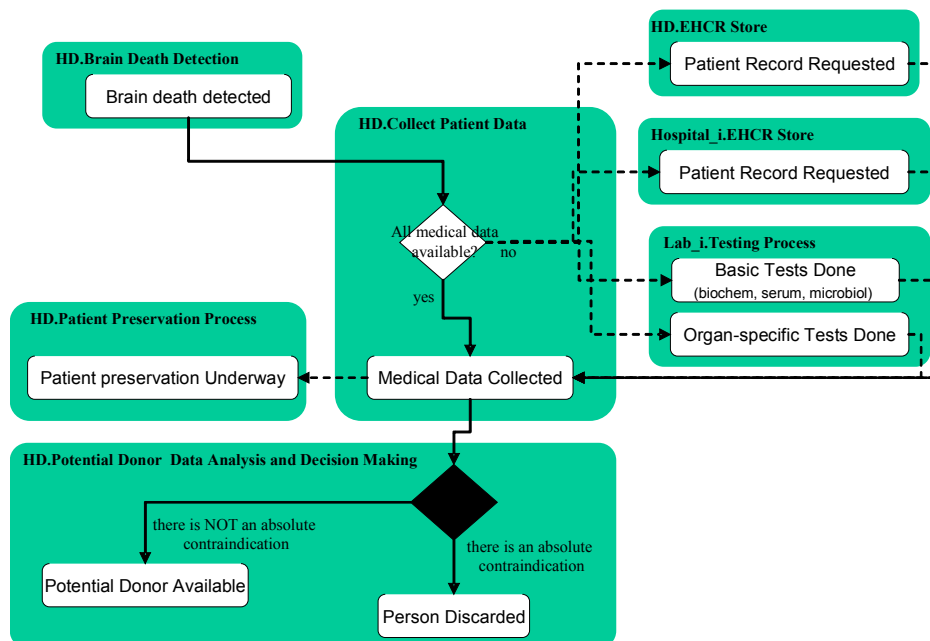 HD.EHCR Store
Patient Record Requested
HD.Brain Death Detection
Brain death detected
HD.Collect Patient Data
Hospital_i.EHCR Store
Patient Record Requested
All medical data
available?
no
yes
Lab_i.Testing Process
Basic Tests Done
(biochem, serum, microbiol)
Organ-specific Tests Done
HD.Patient Preservation Process
Patient preservation Underway
Medical Data Collected
HD.Potential Donor Data Analysis and Decision Making
there is NOT an absolute
contraindication
there is an absolute
contraindication
Potential Donor Available
Person Discarded